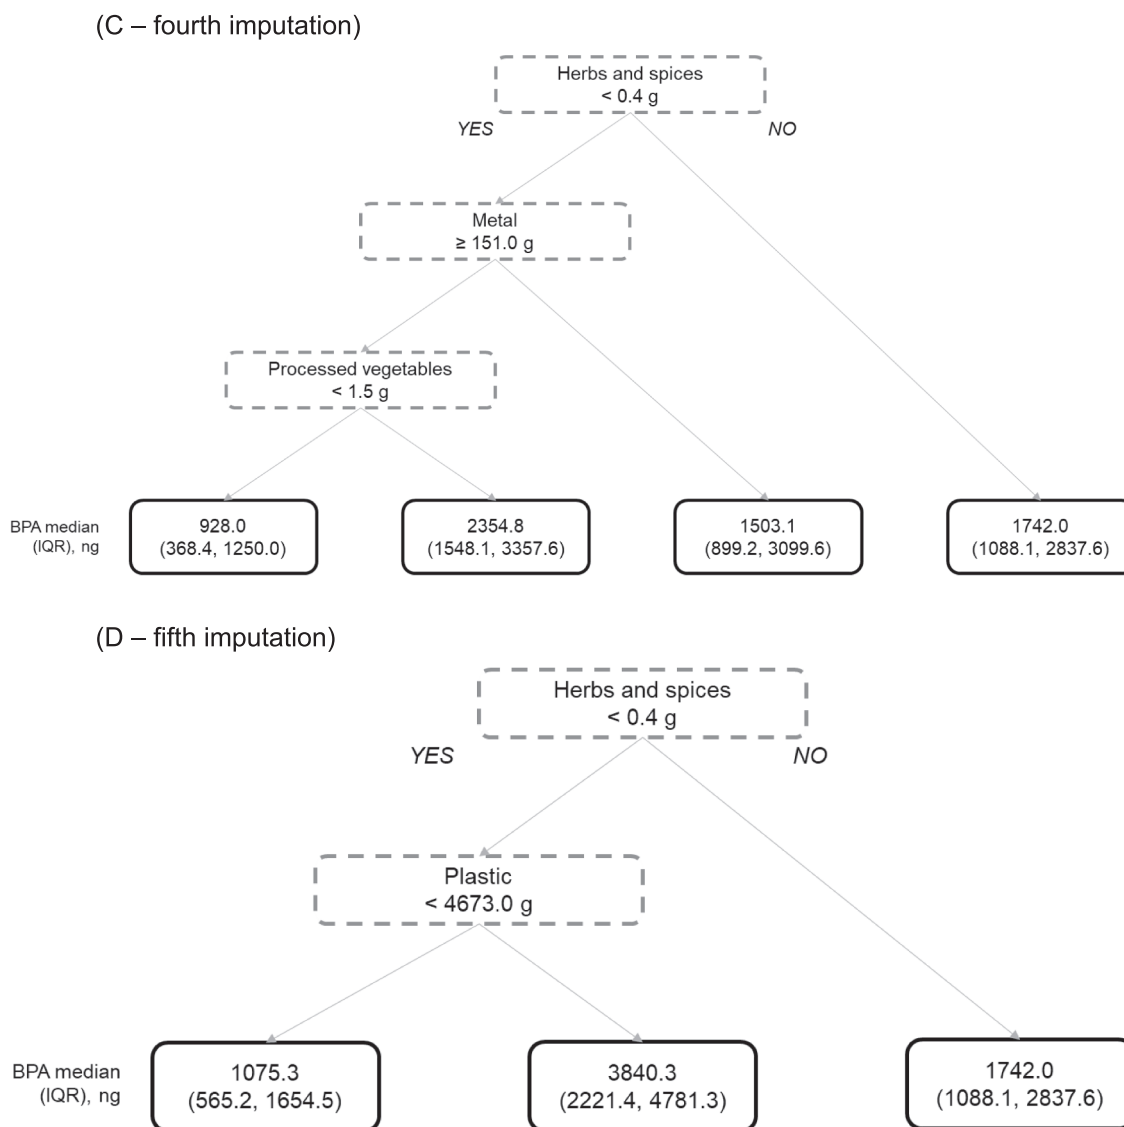 (C – fourth imputation)
Herbs and spices
< 0.4 g
YES
NO
Metal
≥ 151.0 g
Processed vegetables
< 1.5 g
BPA median
(IQR), ng
928.0
(368.4, 1250.0)
2354.8
(1548.1, 3357.6)
1503.1
(899.2, 3099.6)
1742.0
(1088.1, 2837.6)
(D – fifth imputation)
Herbs and spices
< 0.4 g
YES
NO
Plastic
< 4673.0 g
BPA median
(IQR), ng
1075.3
(565.2, 1654.5)
3840.3
(2221.4, 4781.3)
1742.0
(1088.1, 2837.6)